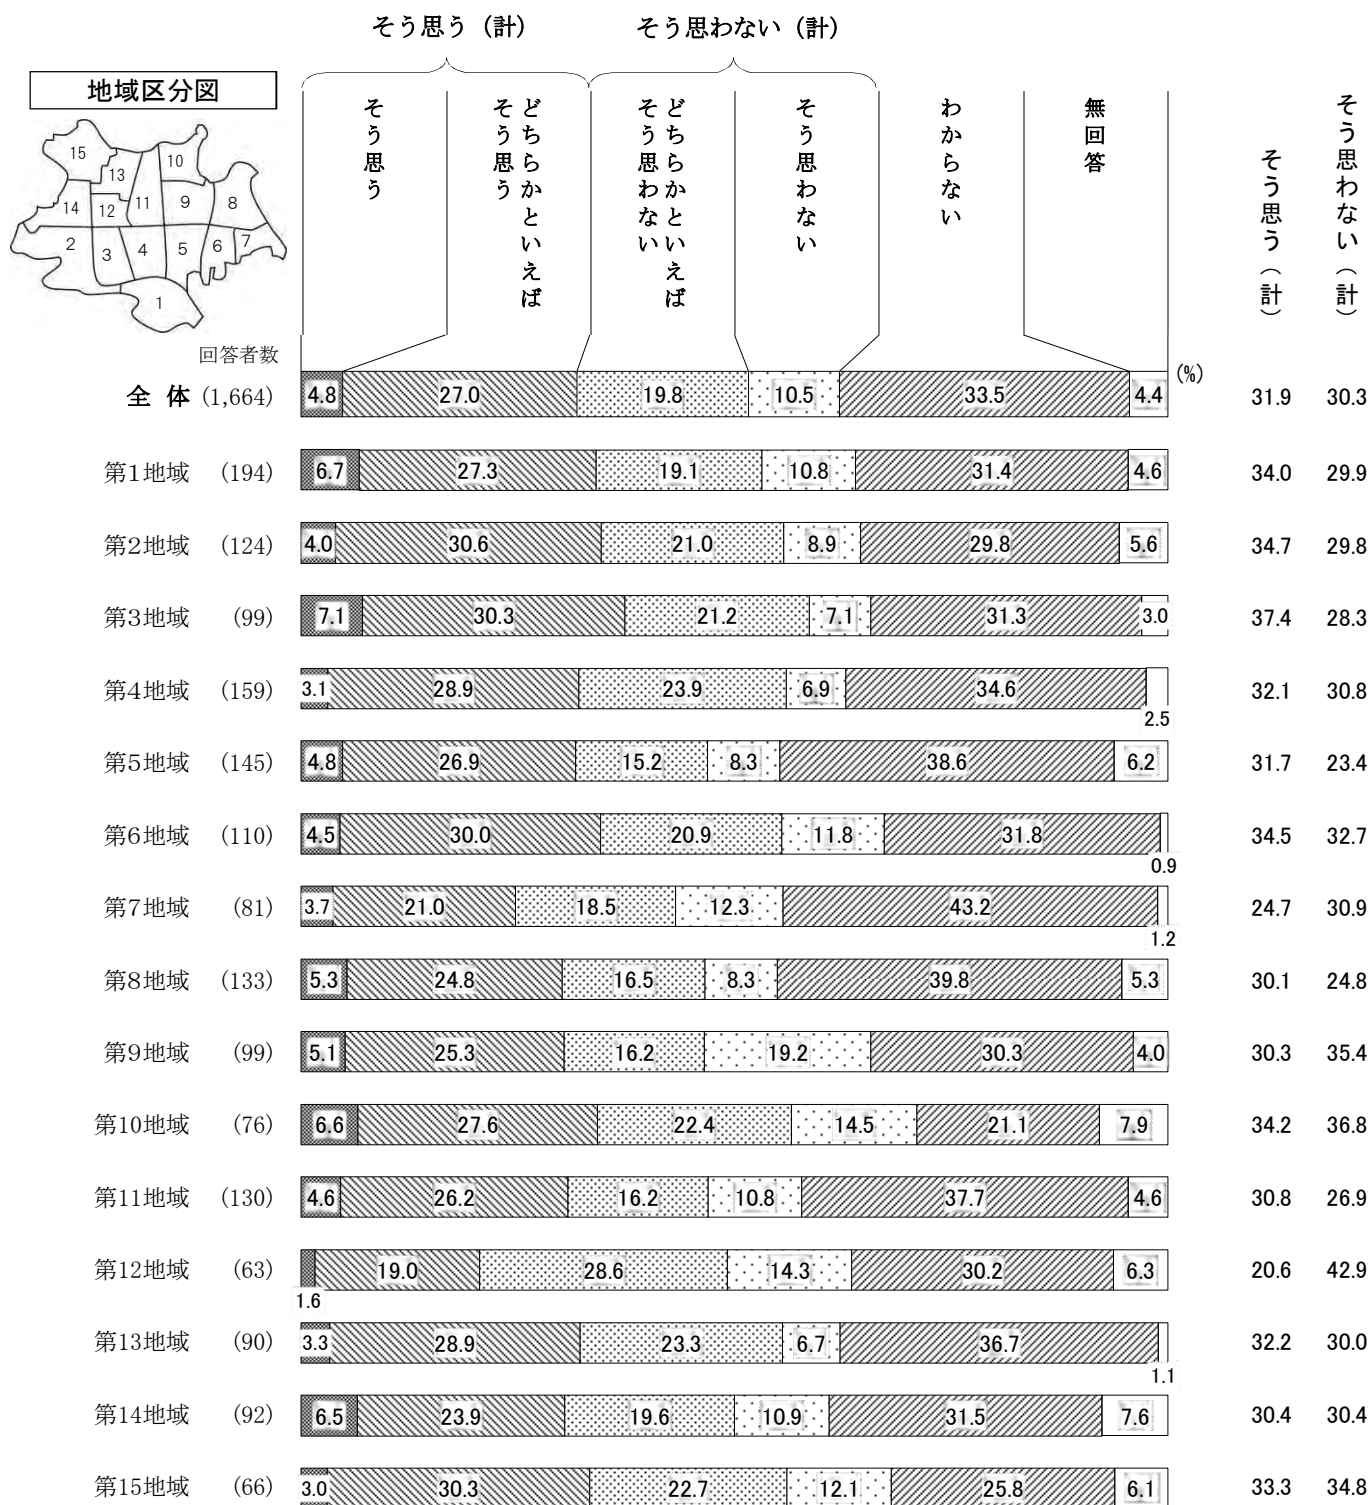 そう思う（計）
そう思わない（計）
地域区分図
15
10
13
14
12
11
9
8
2
3
4
5
6
7
1
そう思う
どちらかといえば
そう思う
どちらかといえば
そう思わない
そう思わない
わからない
無回答
そう思う（計）
そう思わない（計）
回答者数
(%)
全 体 (1,664) 4.8 27.0 19.8 10.5 33.5 4.4 31.9 30.3
第1地域 (194) 6.7 27.3 19.1 10.8 31.4 4.6 34.0 29.9
第2地域 (124) 4.0 30.6 21.0 8.9 29.8 5.6 34.7 29.8
第3地域 (99) 7.1 30.3 21.2 7.1 31.3 3.0 37.4 28.3
第4地域 (159) 3.1 28.9 23.9 6.9 34.6 2.5 32.1 30.8
第5地域 (145) 4.8 26.9 15.2 8.3 38.6 6.2 31.7 23.4
第6地域 (110) 4.5 30.0 20.9 11.8 31.8 0.9 34.5 32.7
第7地域 (81) 3.7 21.0 18.5 12.3 43.2 1.2 24.7 30.9
第8地域 (133) 5.3 24.8 16.5 8.3 39.8 5.3 30.1 24.8
第9地域 (99) 5.1 25.3 16.2 19.2 30.3 4.0 30.3 35.4
第10地域 (76) 6.6 27.6 22.4 14.5 21.1 7.9 34.2 36.8
第11地域 (130) 4.6 26.2 16.2 10.8 37.7 4.6 30.8 26.9
第12地域 (63) 1.6 19.0 28.6 14.3 30.2 6.3 20.6 42.9
第13地域 (90) 3.3 28.9 23.3 6.7 36.7 1.1 32.2 30.0
第14地域 (92) 6.5 23.9 19.6 10.9 31.5 7.6 30.4 30.4
第15地域 (66) 3.0 30.3 22.7 12.1 25.8 6.1 33.3 34.8